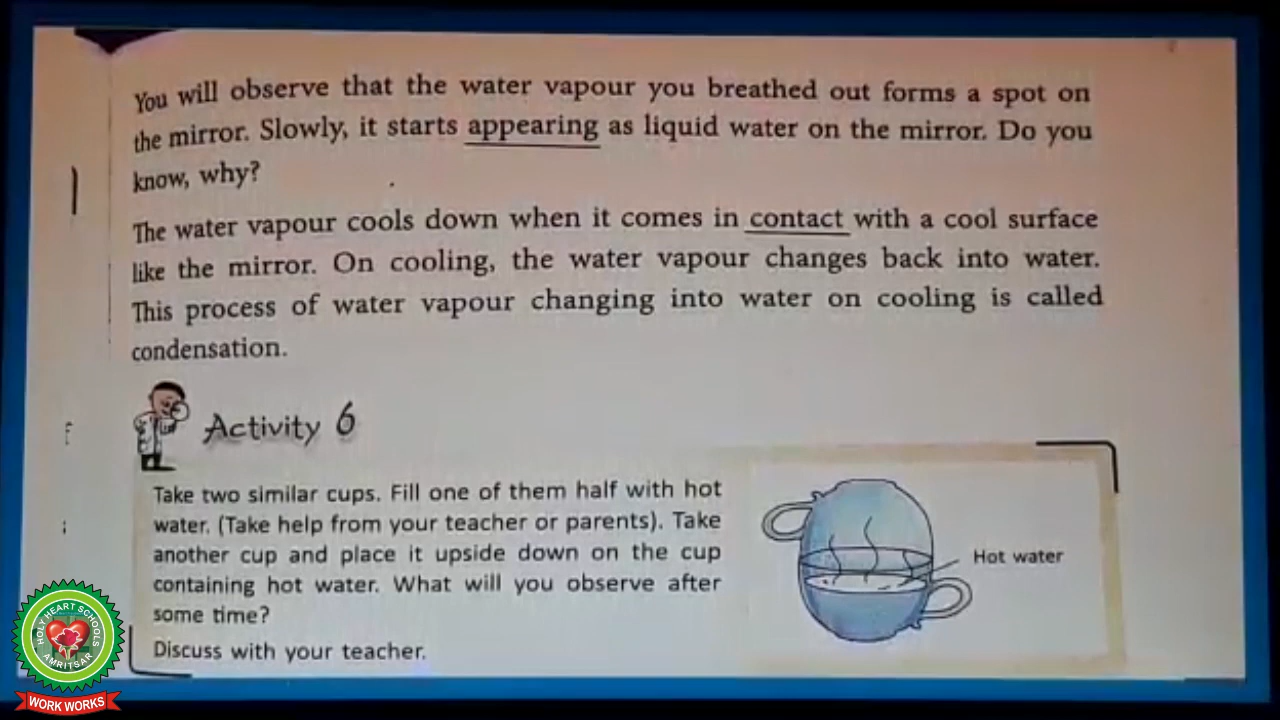 You will observe that the water vapour you breathed out forms a spot on
the mirror. Slowly, it starts appearing as liquid water on the mirror. Do you
know, why?
The water vapour cools down when it comes in contact with a cool surface
like the mirror. On cooling, the water vapour changes back into water.
This process of water vapour changing into water on cooling is called
condensation.
Activity 6
Take two similar cups. Fill one of them half with hot
water. (Take help from your teacher or parents). Take
another cup and place it upside down on the cup
containing hot water. What will you observe after
some time?
Discuss with your teacher.
Hot water
HOLY HEART SCHOOLS
AMRITSAR
WORK WORKS